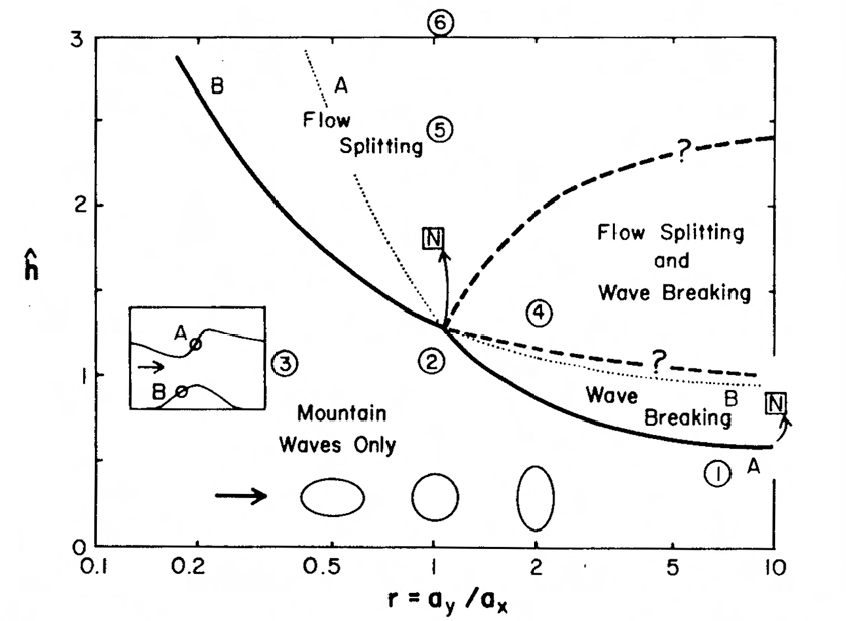 ⑥
3
B
A
Flow
Splitting
⑤
?
2
N
Flow Splitting
and
Wave Breaking
ĥ
④
A
③
②
?
B
1
Wave
Breaking
B
N
Mountain
Waves Only
①
A
0
0.1
0.2
0.5
1
2
5
10
r = a_y / a_x